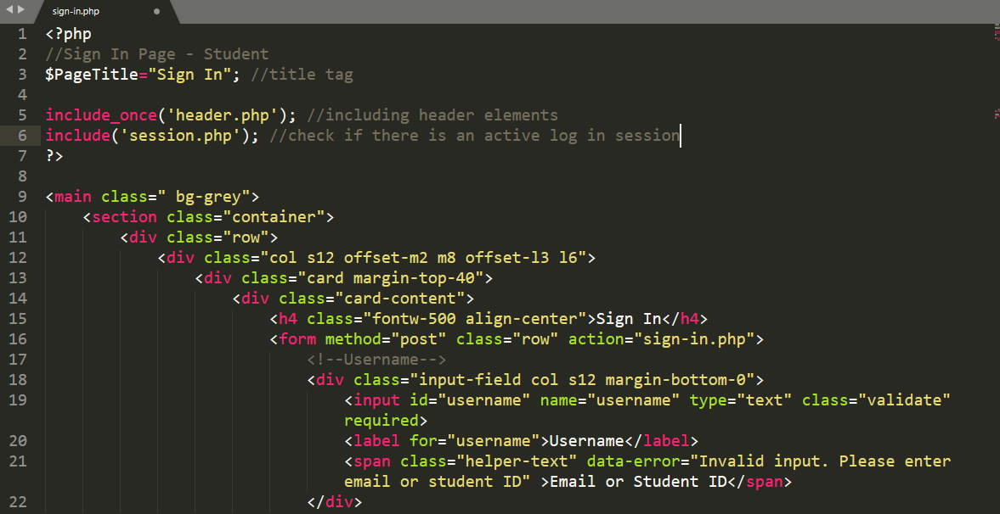 sign-in.php
1 <?php
2 //Sign In Page - Student
3 $PageTitle="Sign In"; //title tag
4
5 include_once('header.php'); //including header elements
6 include('session.php'); //check if there is an active log in session
7 ?>
8
9 <main class=" bg-grey">
10 <section class="container">
11 <div class="row">
12 <div class="col s12 offset-m2 m8 offset-l3 l6">
13 <div class="card margin-top-40">
14 <div class="card-content">
15 <h4 class="fontw-500 align-center">Sign In</h4>
16 <form method="post" class="row" action="sign-in.php">
17 <!--Username-->
18 <div class="input-field col s12 margin-bottom-0">
19 <input id="username" name="username" type="text" class="validate"
required>
20 <label for="username">Username</label>
21 <span class="helper-text" data-error="Invalid input. Please enter
email or student ID" >Email or Student ID</span>
22 </div>